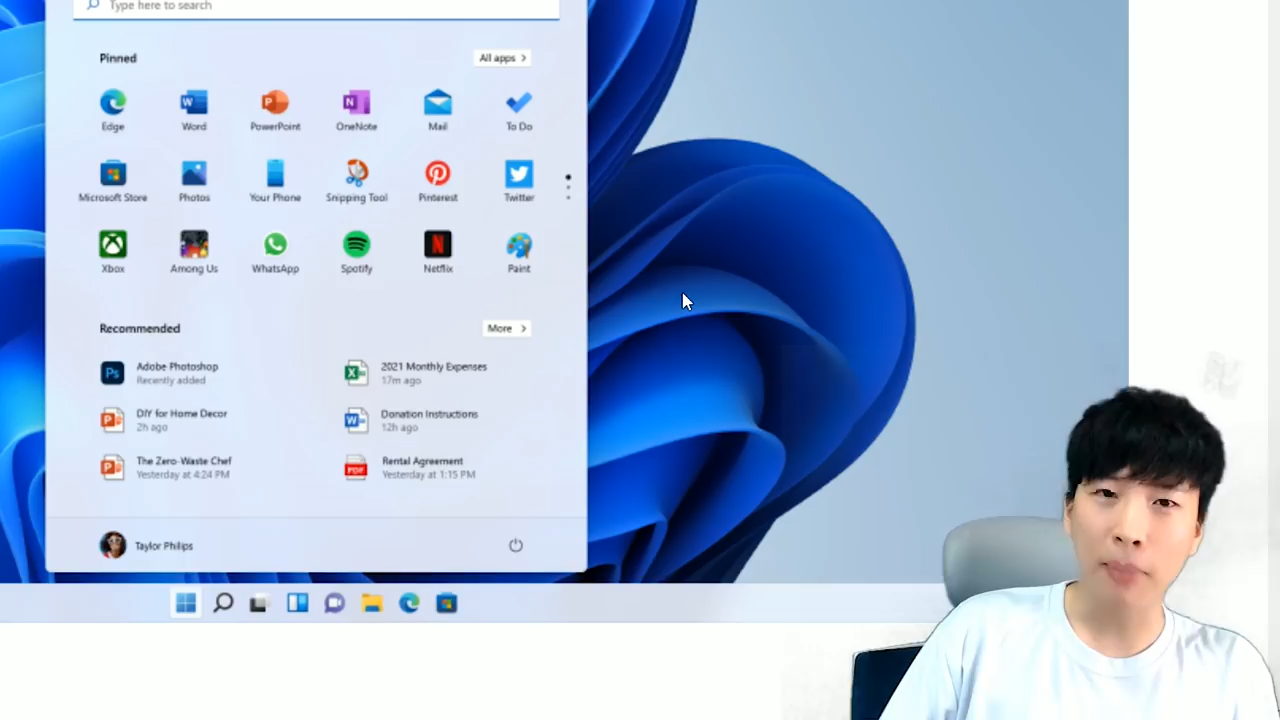 Type here to search
Pinned
All apps >
Edge Word PowerPoint OneNote Mail To Do
Microsoft Store Photos Your Phone Snipping Tool Pinterest Twitter
Xbox Among Us WhatsApp Spotify Netflix Paint
Recommended
More >
Adobe Photoshop
Recently added
2021 Monthly Expenses
17m ago
DIY for Home Decor
2h ago
Donation Instructions
12h ago
The Zero-Waste Chef
Yesterday at 4:24 PM
Rental Agreement
Yesterday at 1:15 PM
Taylor Philips